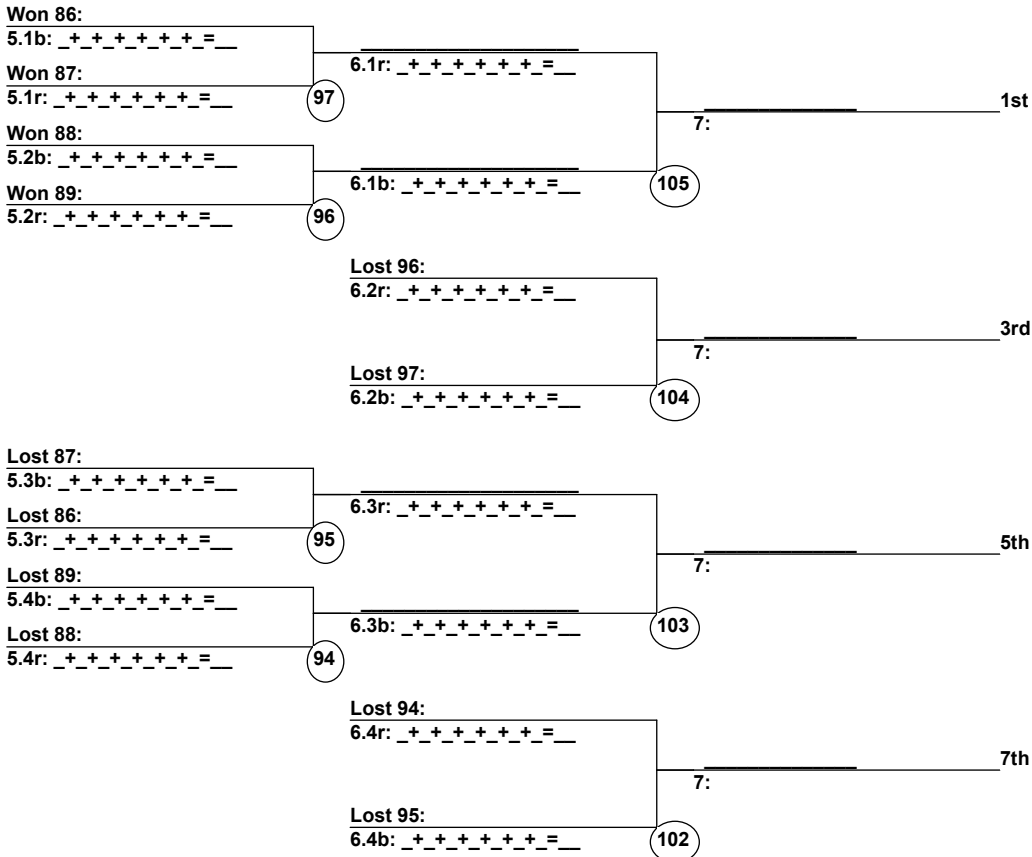 Won 86:
5.1b: _+_+_+_+_+_=__
6.1r: _+_+_+_+_+_=__
Won 87:
5.1r: _+_+_+_+_+_=__
97
1st
7:
Won 88:
5.2b: _+_+_+_+_+_=__
6.1b: _+_+_+_+_+_=__
105
Won 89:
5.2r: _+_+_+_+_+_=__
96
Lost 96:
6.2r: _+_+_+_+_+_=__
3rd
7:
Lost 97:
6.2b: _+_+_+_+_+_=__
104
Lost 87:
5.3b: _+_+_+_+_+_=__
6.3r: _+_+_+_+_+_=__
Lost 86:
5.3r: _+_+_+_+_+_=__
95
5th
7:
Lost 89:
5.4b: _+_+_+_+_+_=__
6.3b: _+_+_+_+_+_=__
103
Lost 88:
5.4r: _+_+_+_+_+_=__
94
Lost 94:
6.4r: _+_+_+_+_+_=__
7th
7:
Lost 95:
6.4b: _+_+_+_+_+_=__
102